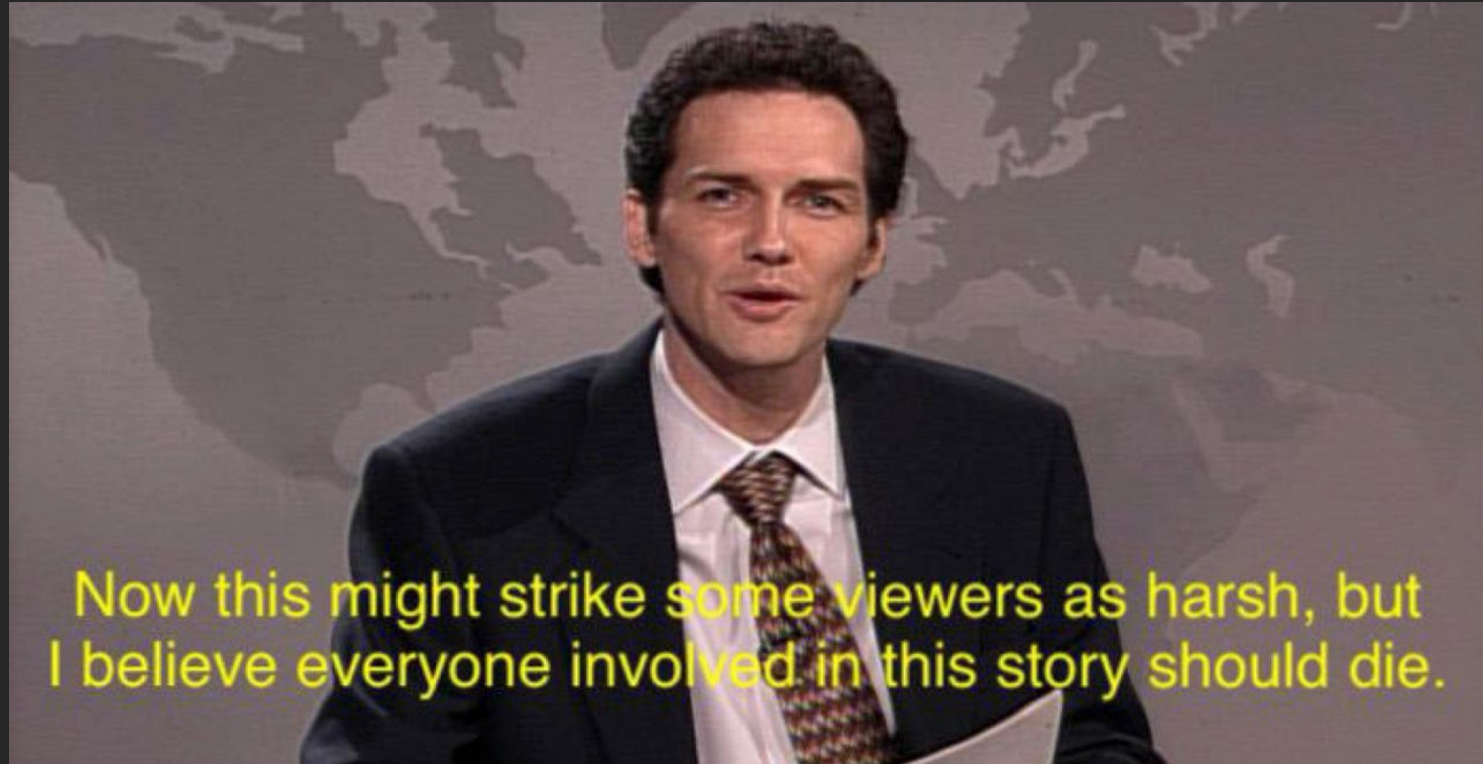 Now this might strike some viewers as harsh, but
I believe everyone involved in this story should die.